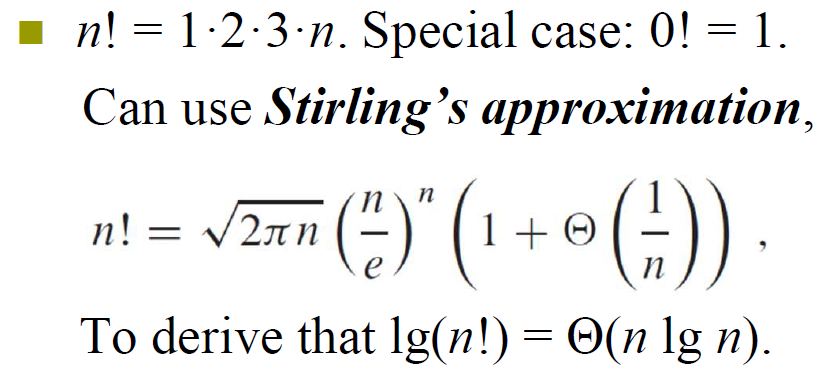 n! = 1·2·3·n. Special case: 0! = 1.
Can use Stirling’s approximation,
n! = √(2πn) (n/e)^n (1 + Θ(1/n)) ,
To derive that lg(n!) = Θ(n lg n).